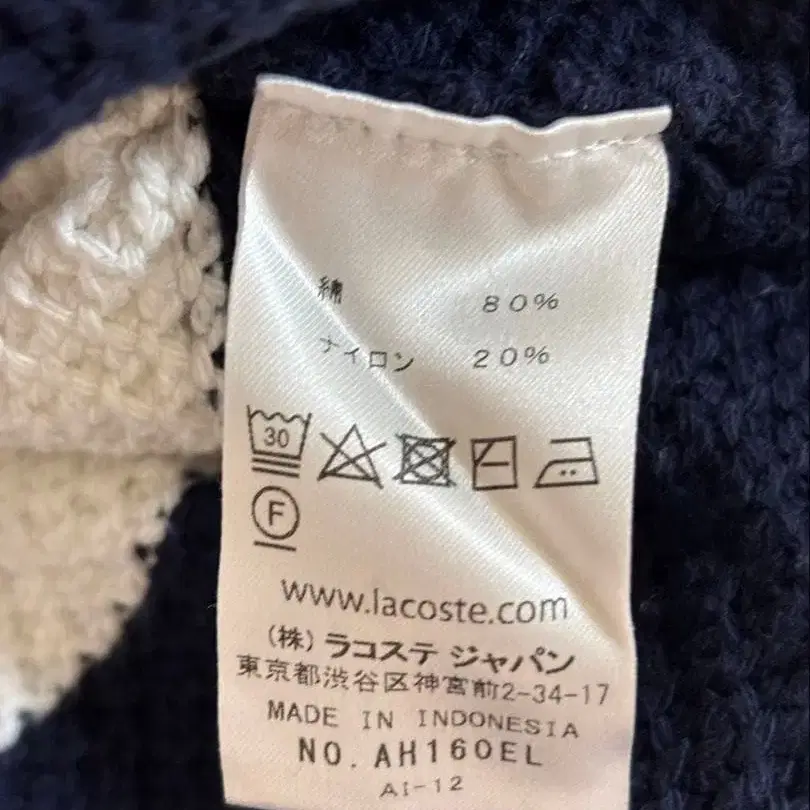 綿 80%
ナイロン 20%
30
F
www.lacoste.com
(株) ラコステ ジャパン
東京都渋谷区神宮前2-34-17
MADE IN INDONESIA
NO. AH160EL
AI-12